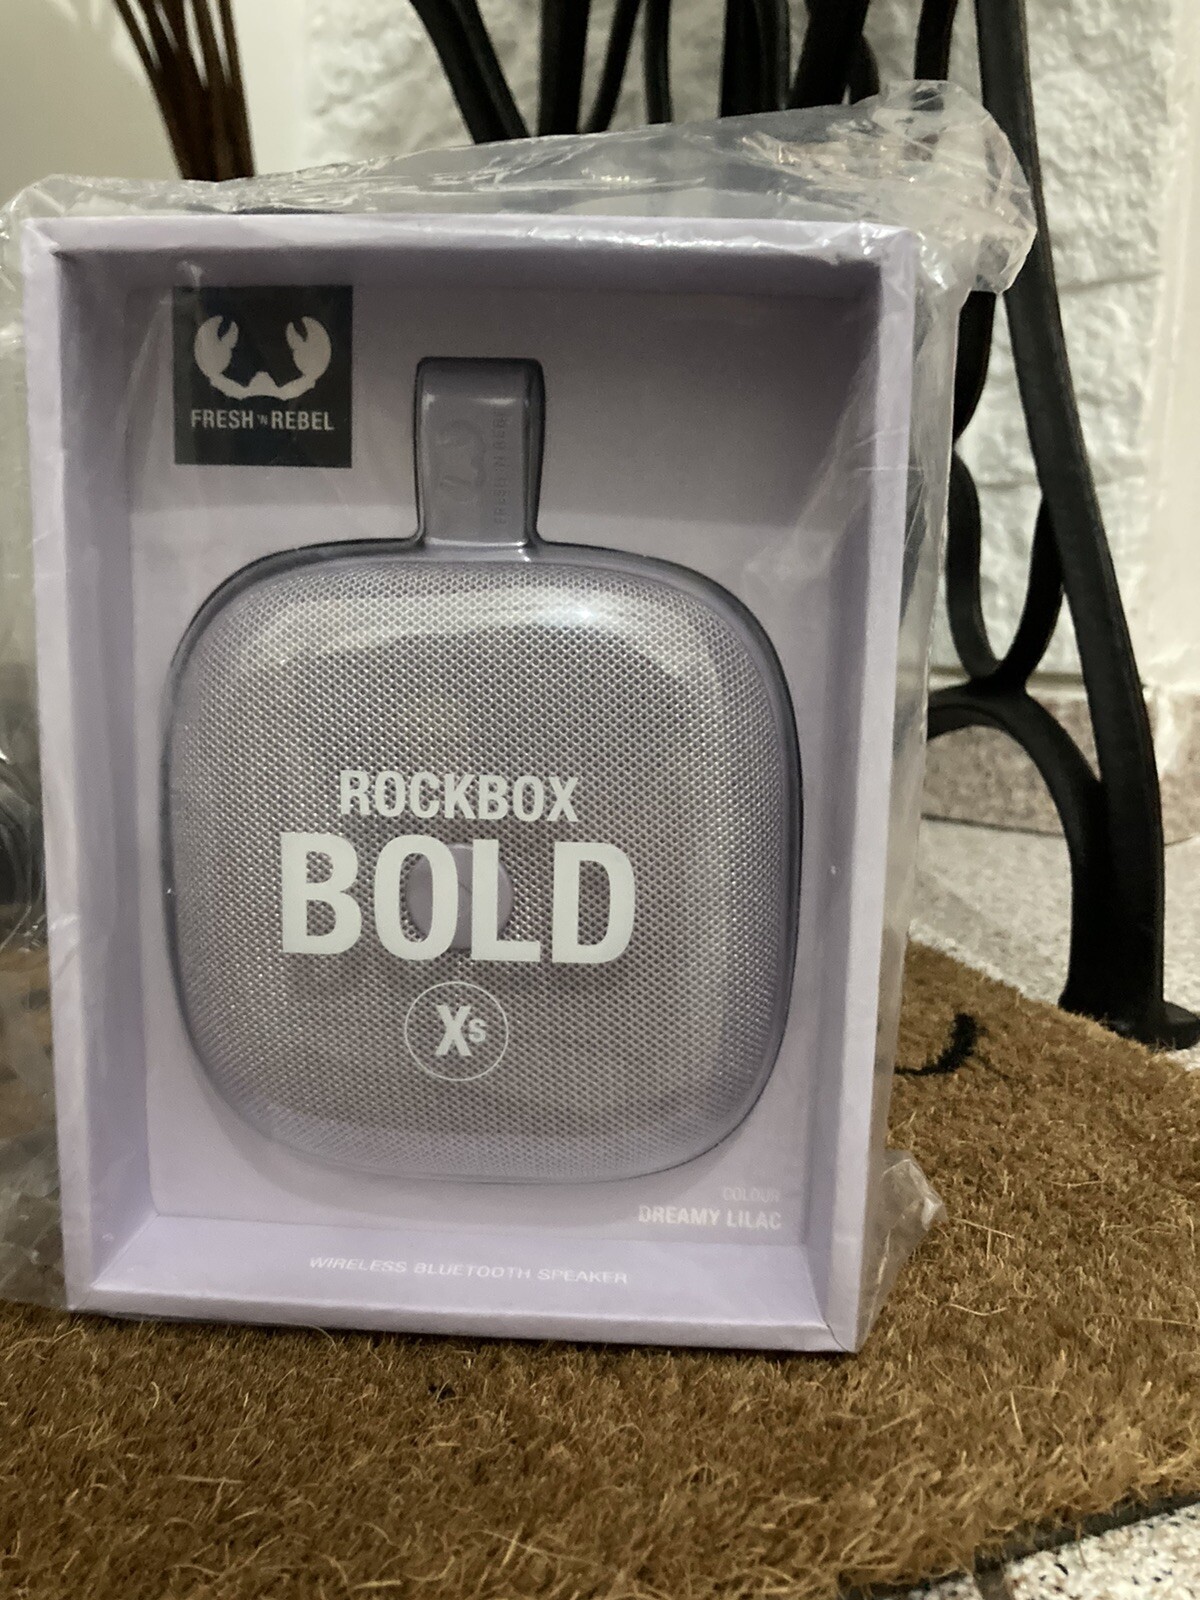 FRESH 'N REBEL
FRESH 'N REBEL
ROCKBOX
BOLD
Xs
COLOUR
DREAMY LILAC
WIRELESS BLUETOOTH SPEAKER